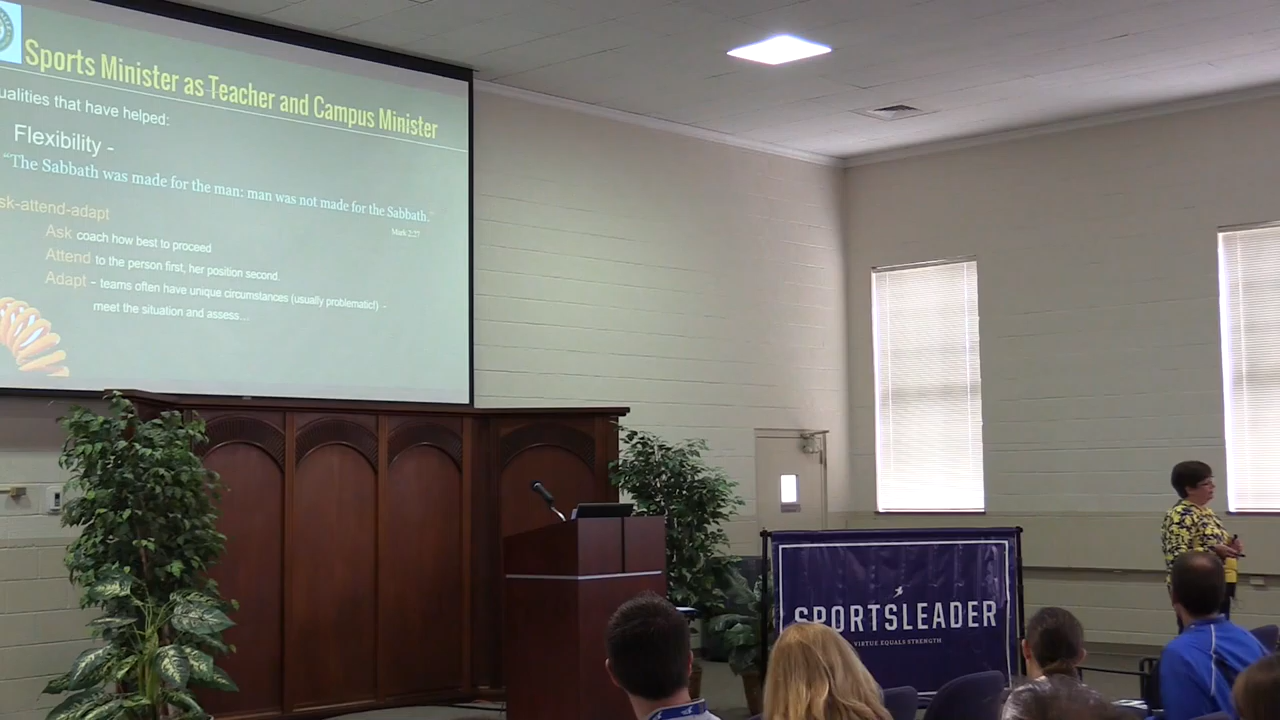 Sports Minister as Teacher and Campus Minister
ualities that have helped:
Flexibility -
"The Sabbath was made for the man; man was not made for the Sabbath."
Mark 2:27
sk-attend-adapt
Ask coach how best to proceed
Attend to the person first, her position second.
Adapt - teams often have unique circumstances (usually problematic!) -
meet the situation and assess...
SPORTSLEADER
VIRTUE EQUALS STRENGTH